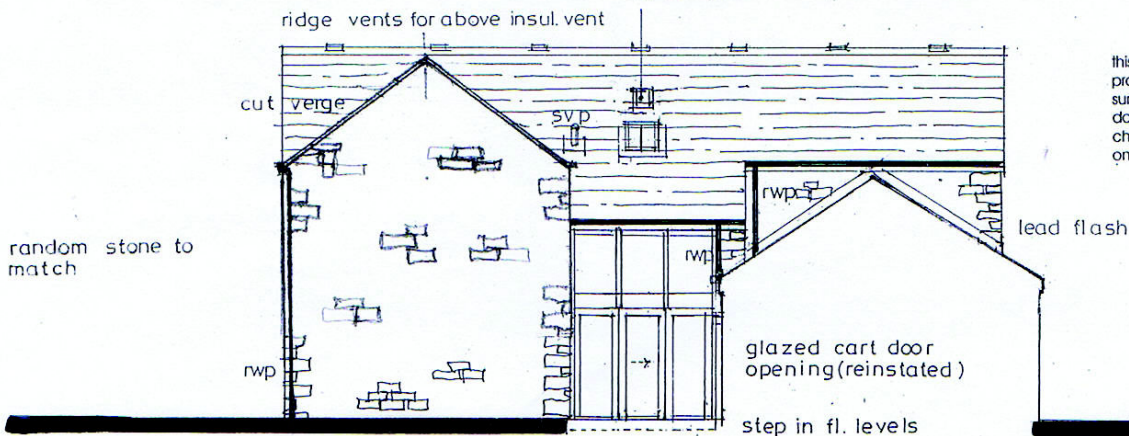 ridge vents for above insul. vent
cut verge
svp
rwp
rwp
random stone to
match
lead flash
rwp
glazed cart door
opening (reinstated)
step in fl. levels
this